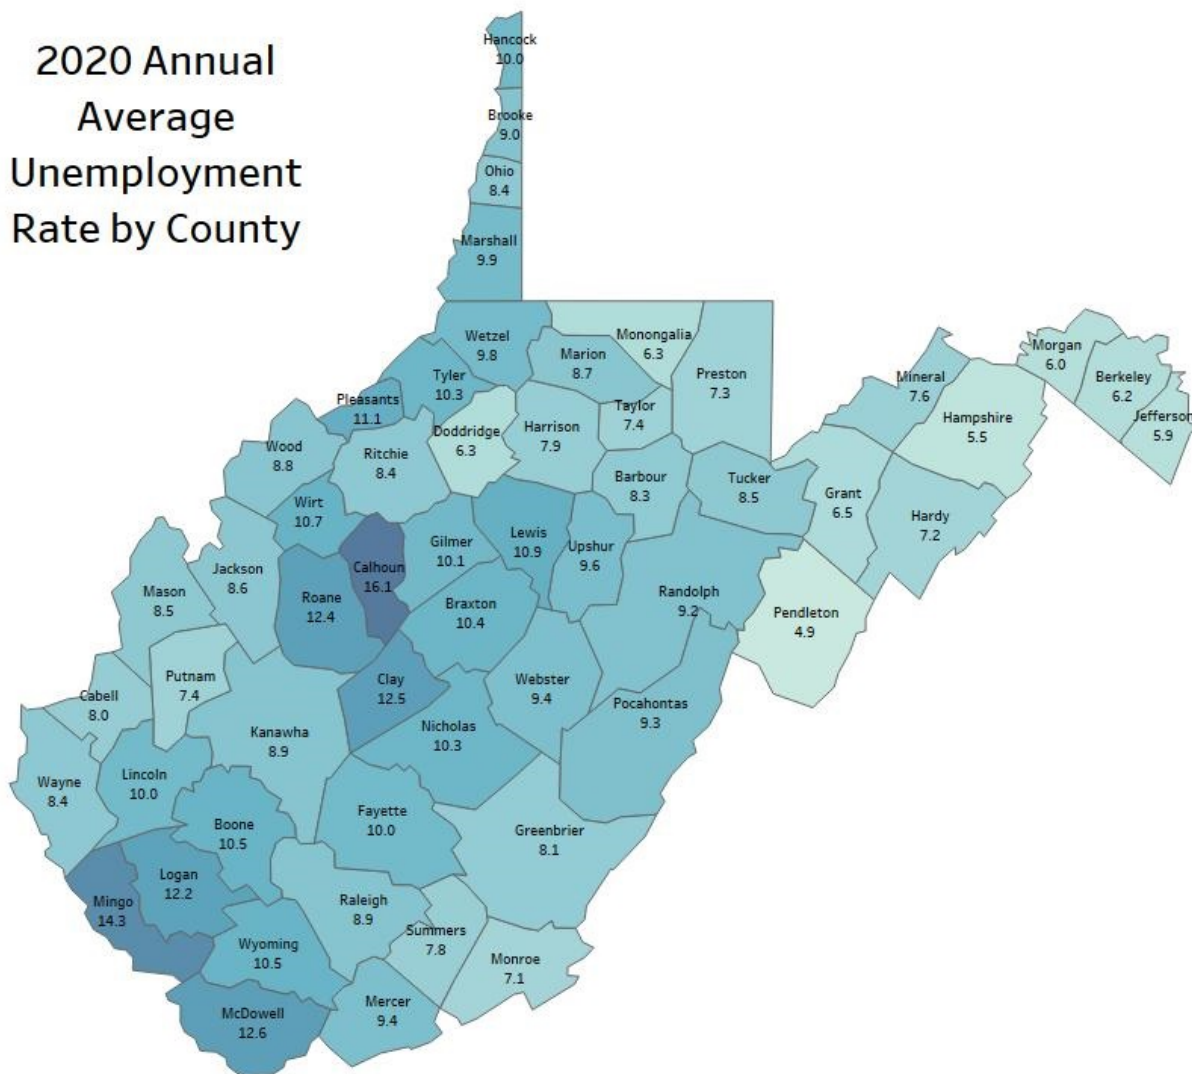 2020 Annual
Average
Unemployment
Rate by County
Hancock
10.0
Brooke
9.0
Ohio
8.4
Marshall
9.9
Wetzel
9.8
Monongalia
6.3
Marion
8.7
Preston
7.3
Tyler
10.3
Pleasants
11.1
Doddridge
6.3
Harrison
7.9
Taylor
7.4
Morgan
6.0
Berkeley
6.2
Jefferson
5.9
Mineral
7.6
Hampshire
5.5
Wood
8.8
Ritchie
8.4
Barbour
8.3
Tucker
8.5
Grant
6.5
Hardy
7.2
Wirt
10.7
Gilmer
10.1
Lewis
10.9
Upshur
9.6
Calhoun
16.1
Jackson
8.6
Mason
8.5
Roane
12.4
Braxton
10.4
Randolph
9.2
Pendleton
4.9
Putnam
7.4
Cabell
8.0
Clay
12.5
Webster
9.4
Pocahontas
9.3
Kanawha
8.9
Nicholas
10.3
Wayne
8.4
Lincoln
10.0
Boone
10.5
Fayette
10.0
Greenbrier
8.1
Logan
12.2
Mingo
14.3
Raleigh
8.9
Summers
7.8
Wyoming
10.5
Monroe
7.1
McDowell
12.6
Mercer
9.4